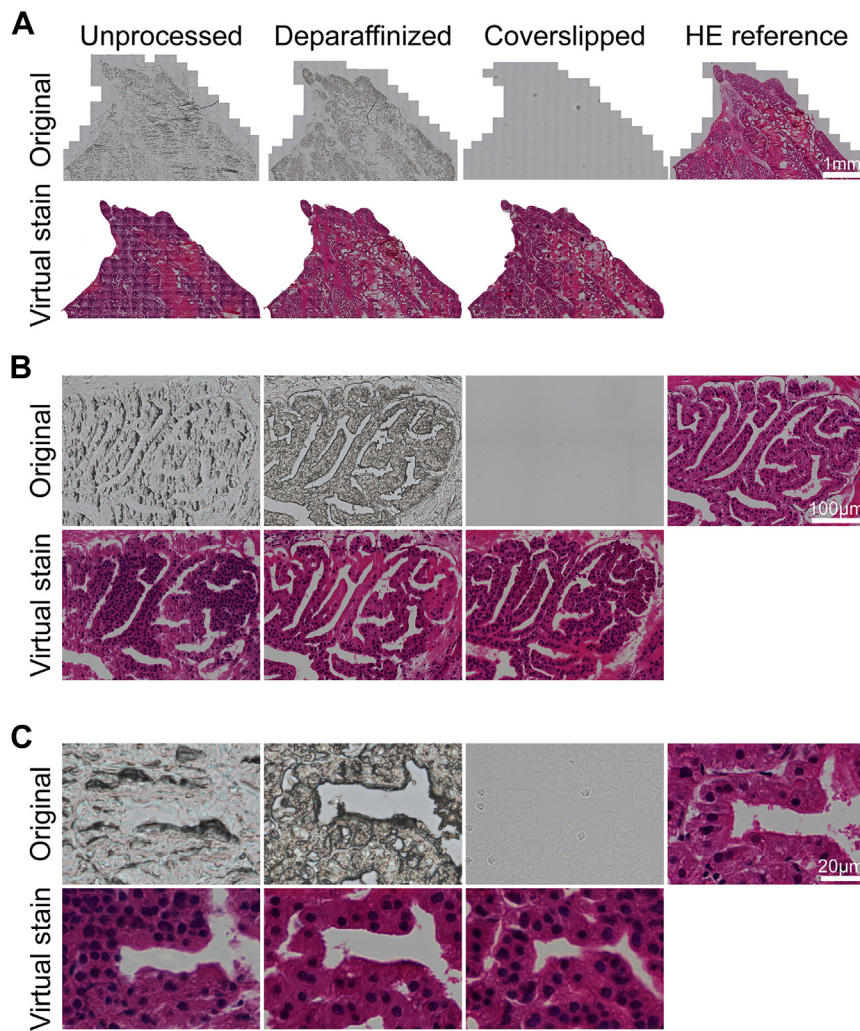 A
Unprocessed Deparaffinized Coverslipped HE reference
Original
1mm
Virtual stain
B
Original
100µm
Virtual stain
C
Original
20µm
Virtual stain